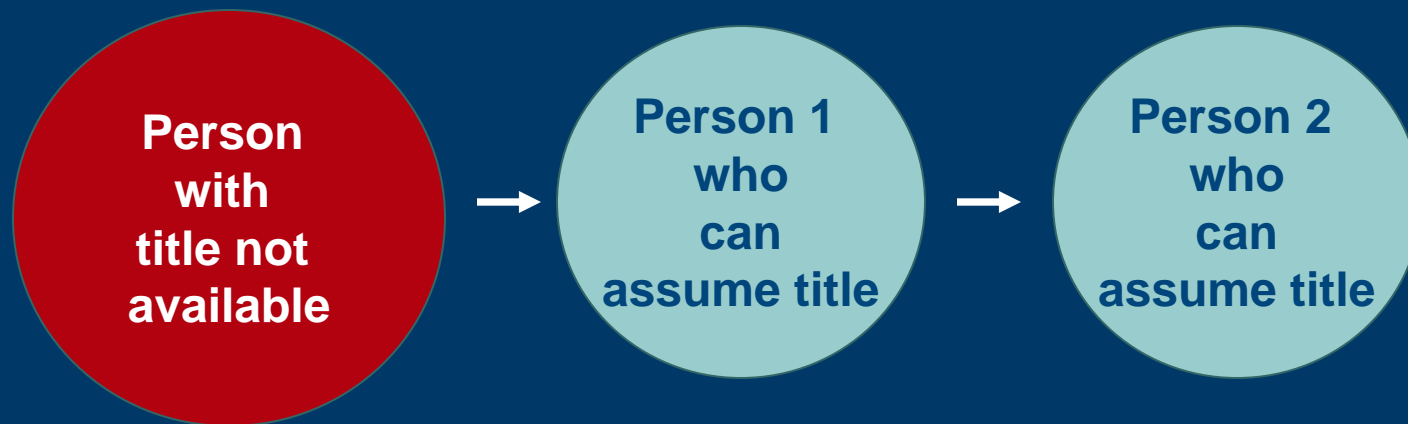 Person
with
title not
available
Person 1
who
can
assume title
Person 2
who
can
assume title